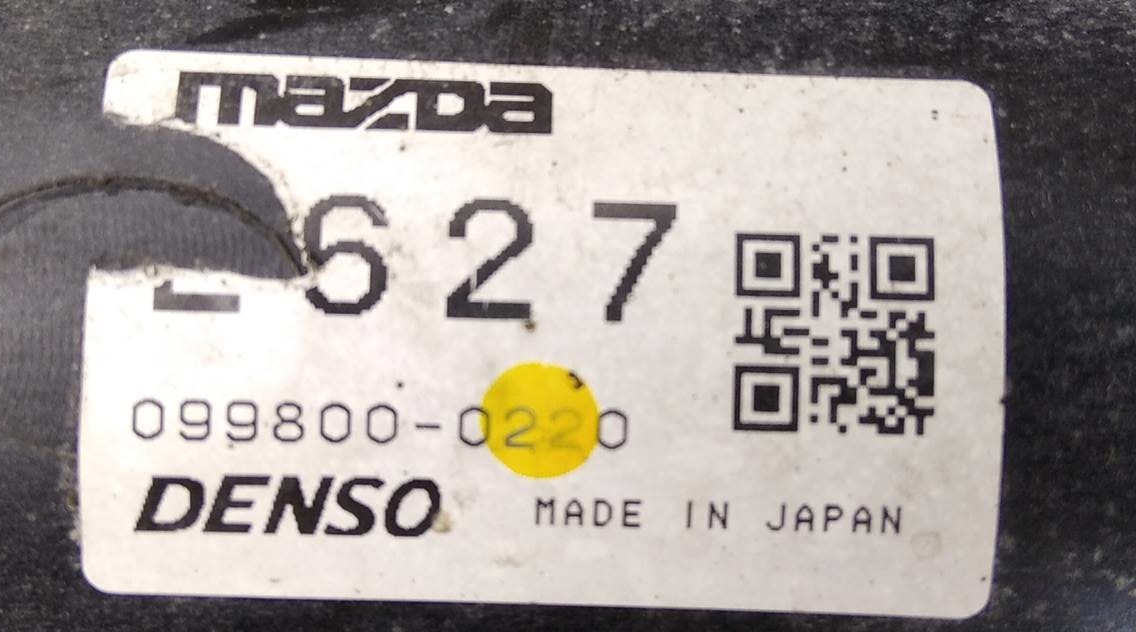 mazda
627
099800-0220
DENSO MADE IN JAPAN